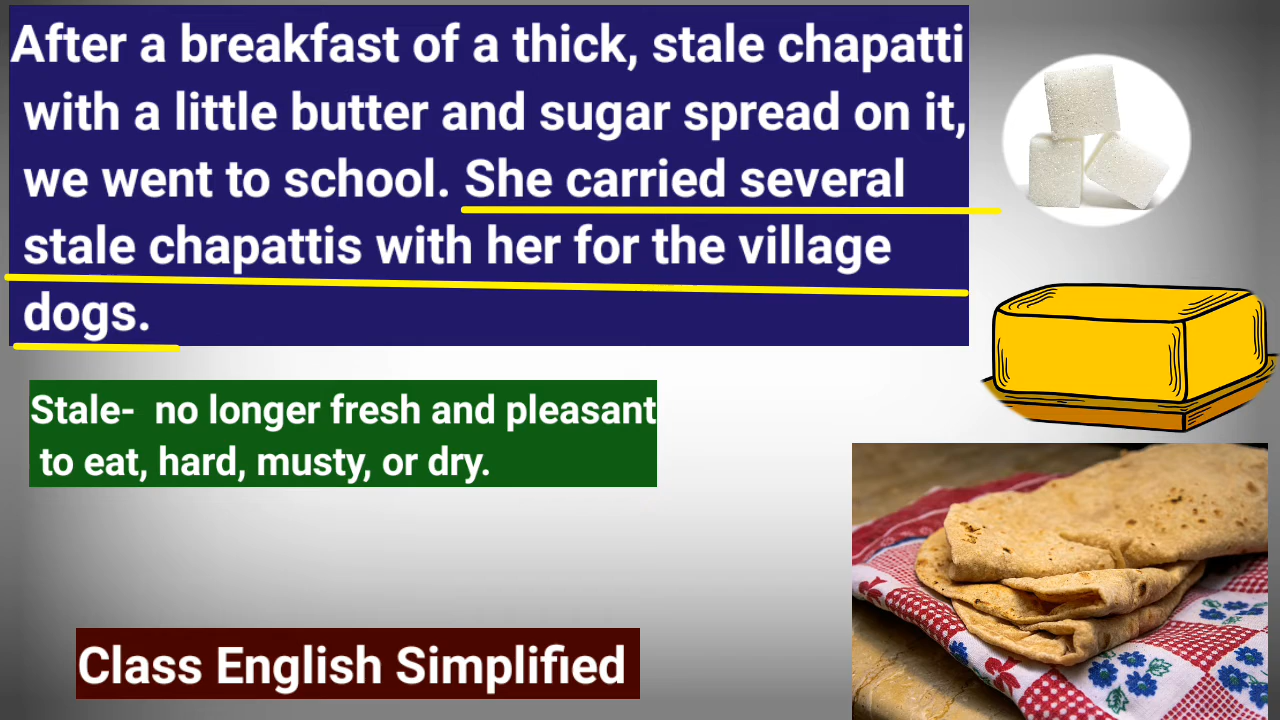 After a breakfast of a thick, stale chapatti
with a little butter and sugar spread on it,
we went to school. She carried several
stale chapattis with her for the village
dogs.
Stale- no longer fresh and pleasant
to eat, hard, musty, or dry.
Class English Simplified